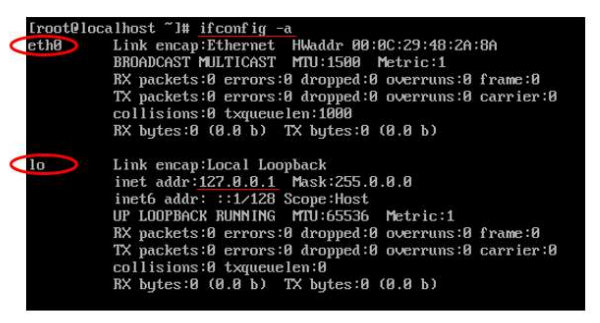 [root@localhost ~]# ifconfig -a
eth0 Link encap:Ethernet HWaddr 00:0C:29:48:2A:8A
BROADCAST MULTICAST MTU:1500 Metric:1
RX packets:0 errors:0 dropped:0 overruns:0 frame:0
TX packets:0 errors:0 dropped:0 overruns:0 carrier:0
collisions:0 txqueuelen:1000
RX bytes:0 (0.0 b) TX bytes:0 (0.0 b)
lo Link encap:Local Loopback
inet addr:127.0.0.1 Mask:255.0.0.0
inet6 addr: ::1/128 Scope:Host
UP LOOPBACK RUNNING MTU:65536 Metric:1
RX packets:0 errors:0 dropped:0 overruns:0 frame:0
TX packets:0 errors:0 dropped:0 overruns:0 carrier:0
collisions:0 txqueuelen:0
RX bytes:0 (0.0 b) TX bytes:0 (0.0 b)